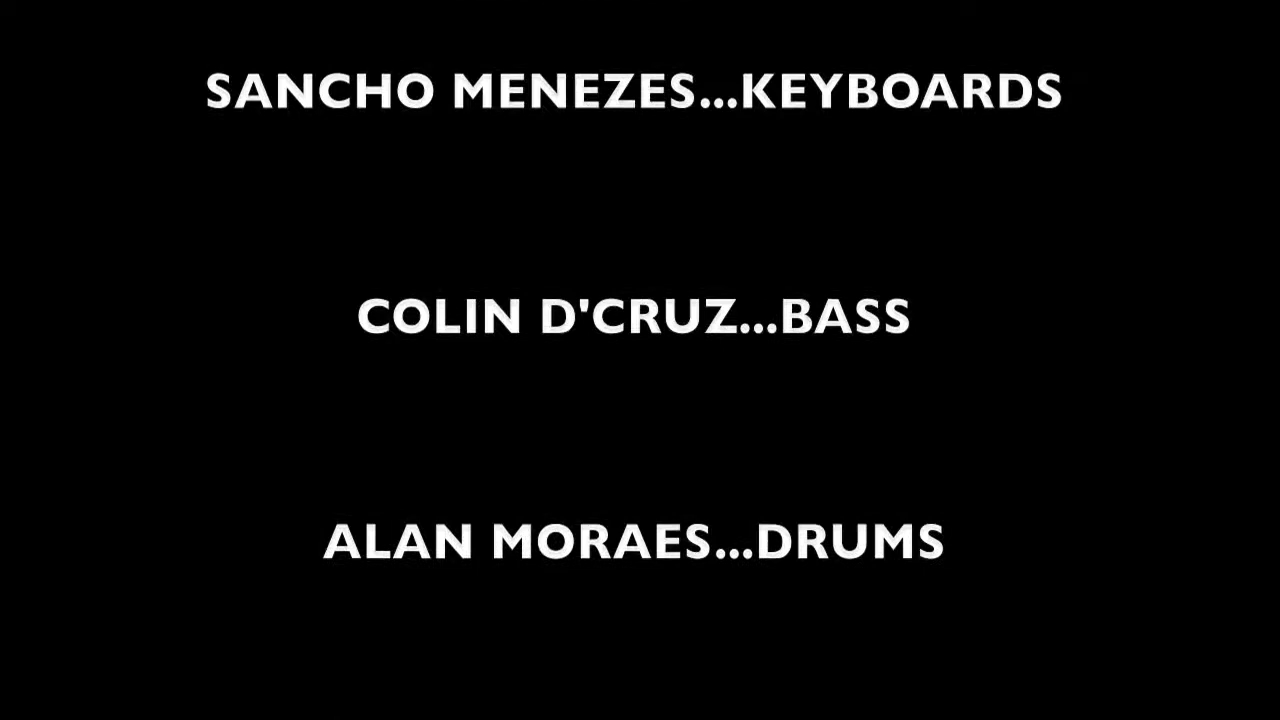 SANCHO MENEZES...KEYBOARDS
COLIN D'CRUZ...BASS
ALAN MORAES...DRUMS